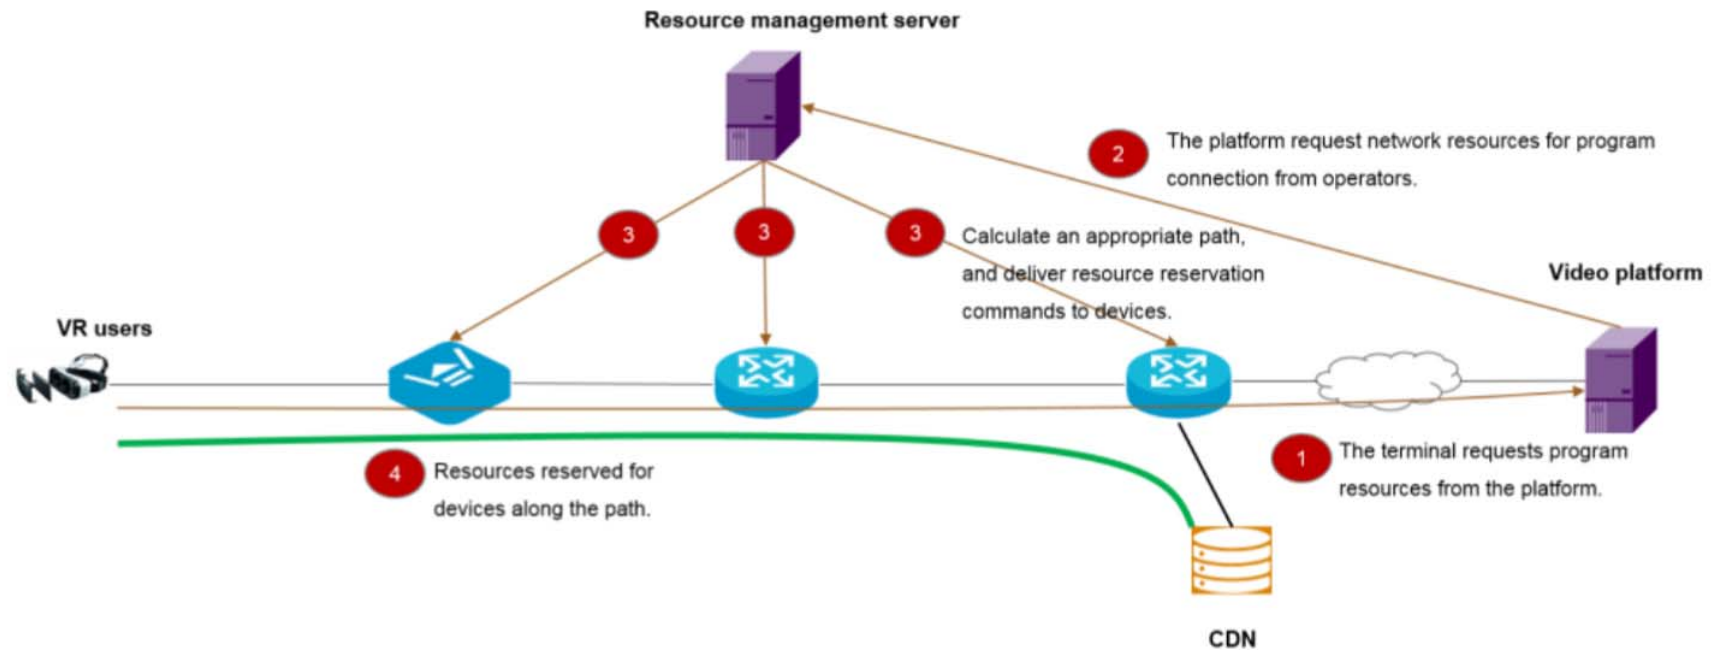 Resource management server
2
The platform request network resources for program
connection from operators.
3
3
3
Calculate an appropriate path,
and deliver resource reservation
commands to devices.
Video platform
VR users
1
The terminal requests program
resources from the platform.
4
Resources reserved for
devices along the path.
CDN